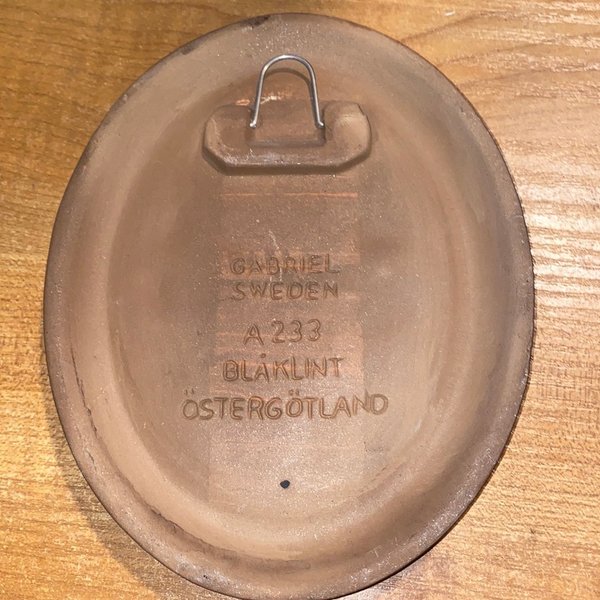 GABRIEL
SWEDEN
A 233
BLÅKLINT
ÖSTERGÖTLAND